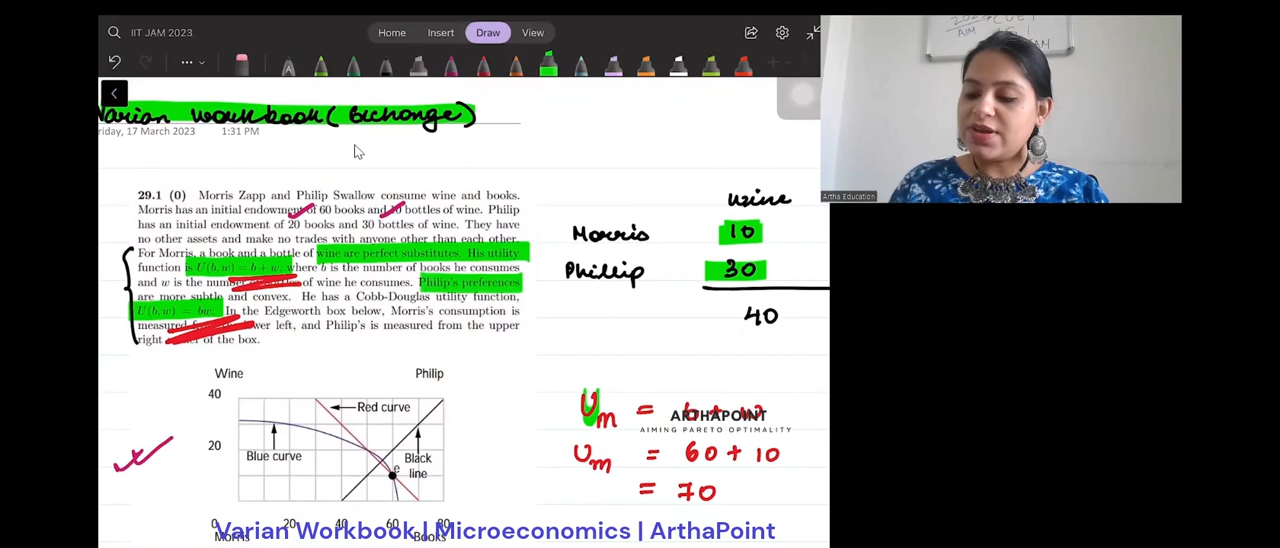 IIT JAM 2023
Home Insert Draw View
Varian workbook (Exchange)
riday, 17 March 2023 1:31 PM
29.1 (0) Morris Zapp and Philip Swallow consume wine and books.
Morris has an initial endowment of 60 books and 10 bottles of wine. Philip
has an initial endowment of 20 books and 30 bottles of wine. They have
no other assets and make no trades with anyone other than each other.
For Morris, a book and a bottle of wine are perfect substitutes. His utility
function is U(b, w) = b + w, where b is the number of books he consumes
and w is the number of bottles of wine he consumes. Philip's preferences
are more subtle and convex. He has a Cobb-Douglas utility function,
U(b, w) = bw. In the Edgeworth box below, Morris's consumption is
measured from the lower left, and Philip's is measured from the upper
right corner of the box.
Wine Philip
40
Red curve
20
Blue curve
Black
line
e
0 20 40 60 80
Morris Books
wine
Morris 10
Phillip 30
40
Um = b + w
Um = 60 + 10
= 70
ARTHAPOINT
AIMING PARETO OPTIMALITY
Artha Education
Varian Workbook | Microeconomics | ArthaPoint